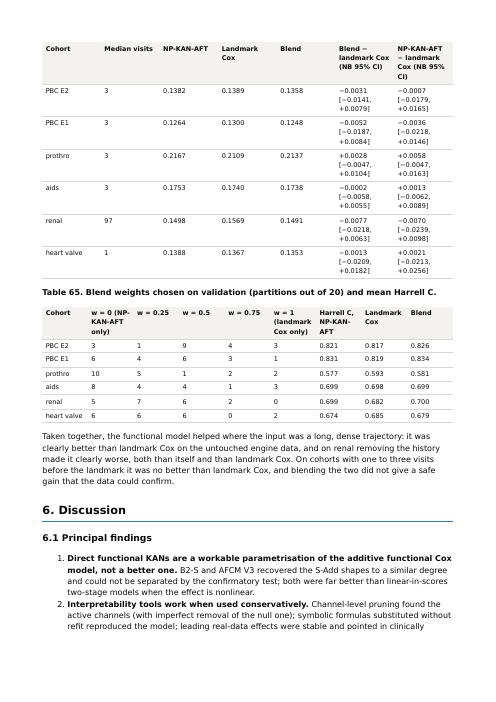 Cohort Median visits NP-KAN-AFT Landmark Cox Blend Blend − landmark Cox (NB 95% CI) NP-KAN-AFT − landmark Cox (NB 95% CI)
PBC E2 3 0.1382 0.1389 0.1358 −0.0031 [−0.0141, +0.0079] −0.0007 [−0.0179, +0.0165]
PBC E1 3 0.1264 0.1300 0.1248 −0.0052 [−0.0187, +0.0084] −0.0036 [−0.0218, +0.0146]
prothro 3 0.2167 0.2109 0.2137 +0.0028 [−0.0047, +0.0104] +0.0058 [−0.0047, +0.0163]
aids 3 0.1753 0.1740 0.1738 −0.0002 [−0.0058, +0.0055] +0.0013 [−0.0062, +0.0089]
renal 97 0.1498 0.1569 0.1491 −0.0077 [−0.0218, +0.0063] −0.0070 [−0.0239, +0.0098]
heart valve 1 0.1388 0.1367 0.1353 −0.0013 [−0.0209, +0.0182] +0.0021 [−0.0213, +0.0256]
Table 65. Blend weights chosen on validation (partitions out of 20) and mean Harrell C.
Cohort w = 0 (NP-KAN-AFT only) w = 0.25 w = 0.5 w = 0.75 w = 1 (landmark Cox only) Harrell C, NP-KAN-AFT Landmark Cox Blend
PBC E2 3 1 9 4 3 0.821 0.817 0.826
PBC E1 6 4 6 3 1 0.831 0.819 0.834
prothro 10 5 1 2 2 0.577 0.593 0.581
aids 8 4 4 1 3 0.699 0.698 0.699
renal 5 7 6 2 0 0.699 0.682 0.700
heart valve 6 6 6 0 2 0.674 0.685 0.679
Taken together, the functional model helped where the input was a long, dense trajectory: it was
clearly better than landmark Cox on the untouched engine data, and on renal removing the history
made it clearly worse, both than itself and than landmark Cox. On cohorts with one to three visits
before the landmark it was no better than landmark Cox, and blending the two did not give a safe
gain that the data could confirm.
6. Discussion
6.1 Principal findings
1. Direct functional KANs are a workable parametrisation of the additive functional Cox
model, not a better one. B2-S and AFCM V3 recovered the S-Add shapes to a similar degree
and could not be separated by the confirmatory test; both were far better than linear-in-scores
two-stage models when the effect is nonlinear.
2. Interpretability tools work when used conservatively. Channel-level pruning found the
active channels (with imperfect removal of the null one); symbolic formulas substituted without
refit reproduced the model; leading real-data effects were stable and pointed in clinically